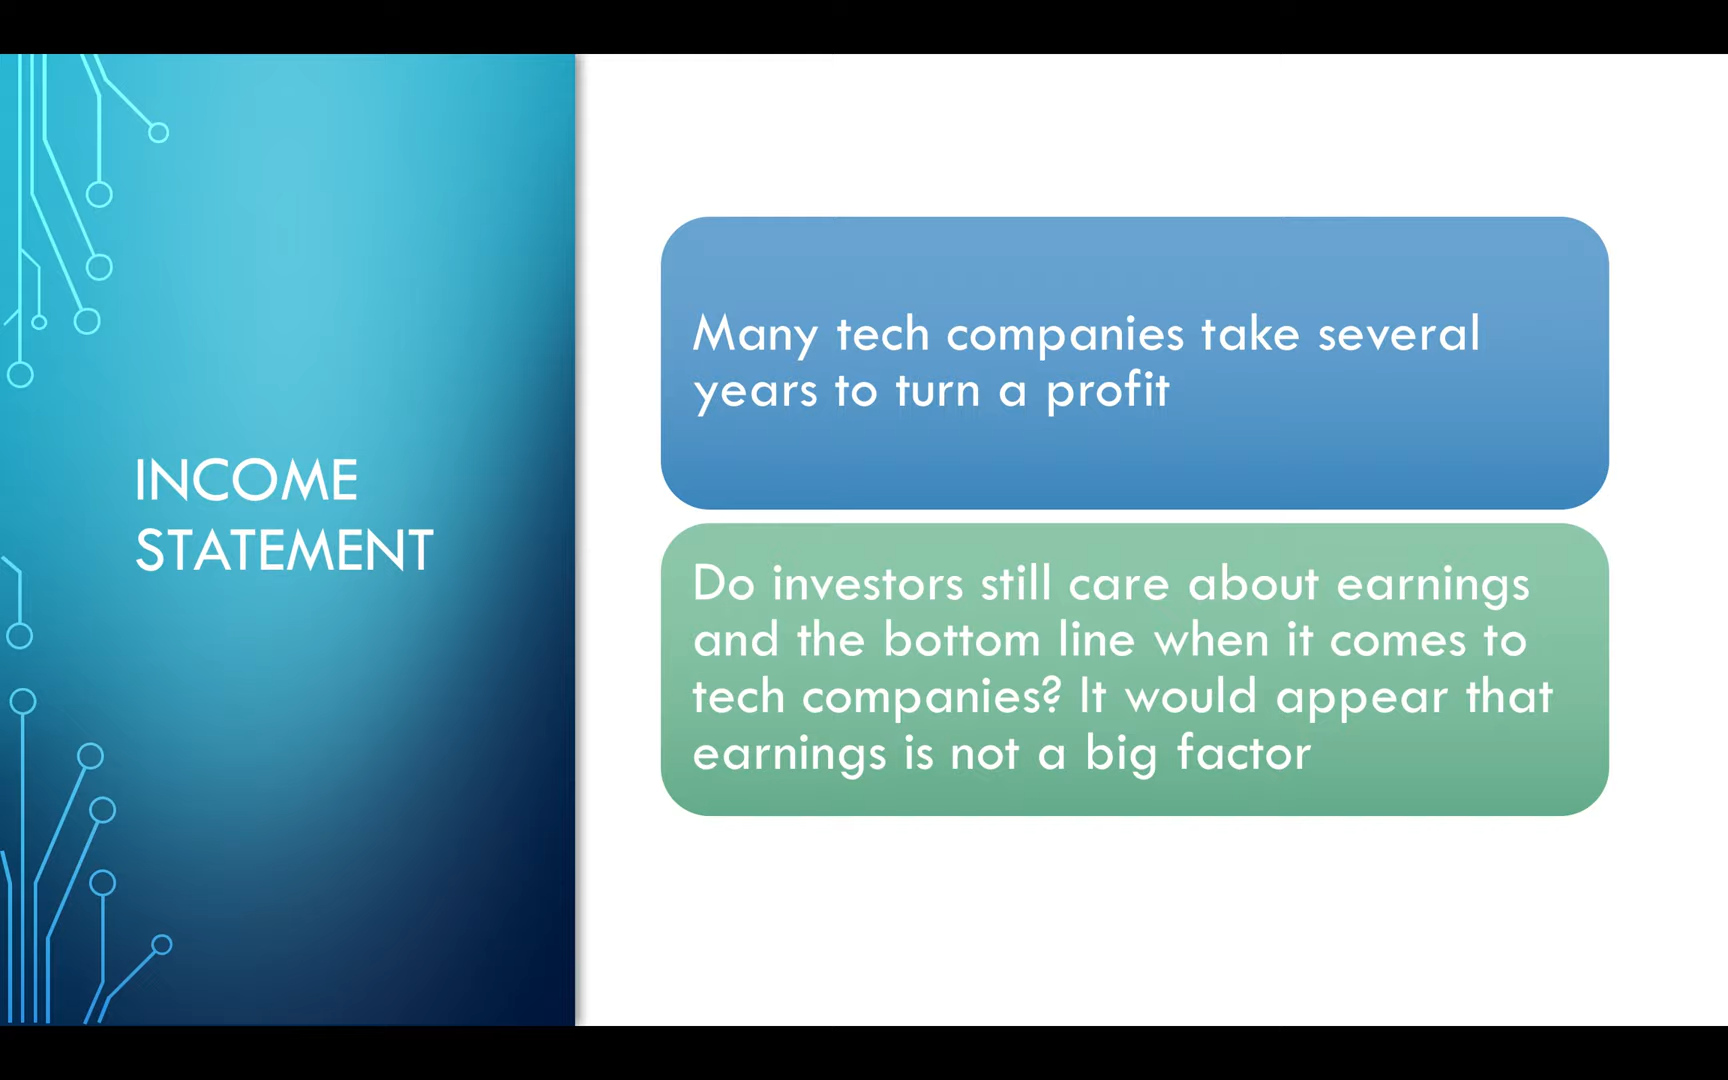 INCOME
STATEMENT
Many tech companies take several
years to turn a profit
Do investors still care about earnings
and the bottom line when it comes to
tech companies? It would appear that
earnings is not a big factor